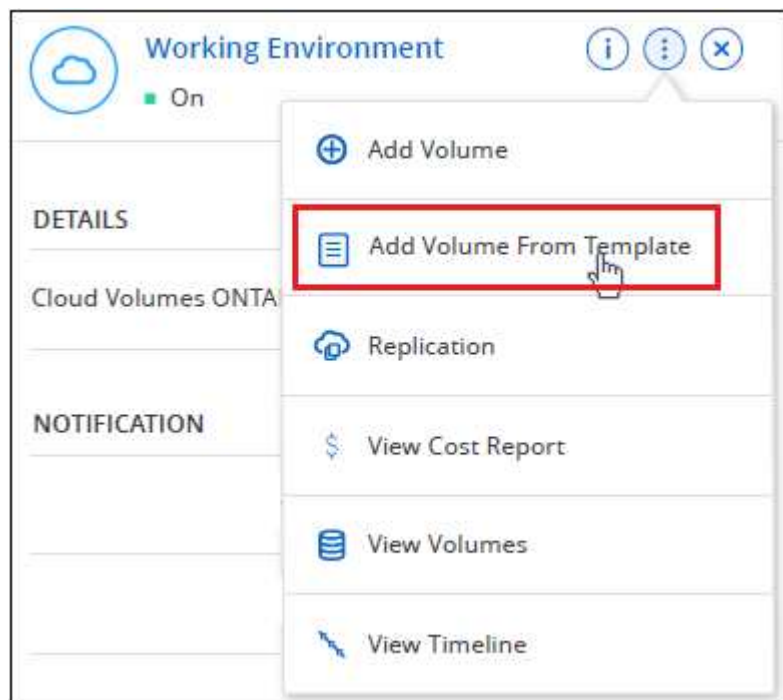 Working Environment
On
Add Volume
DETAILS
Add Volume From Template
Cloud Volumes ONTA
Replication
NOTIFICATION
View Cost Report
View Volumes
View Timeline